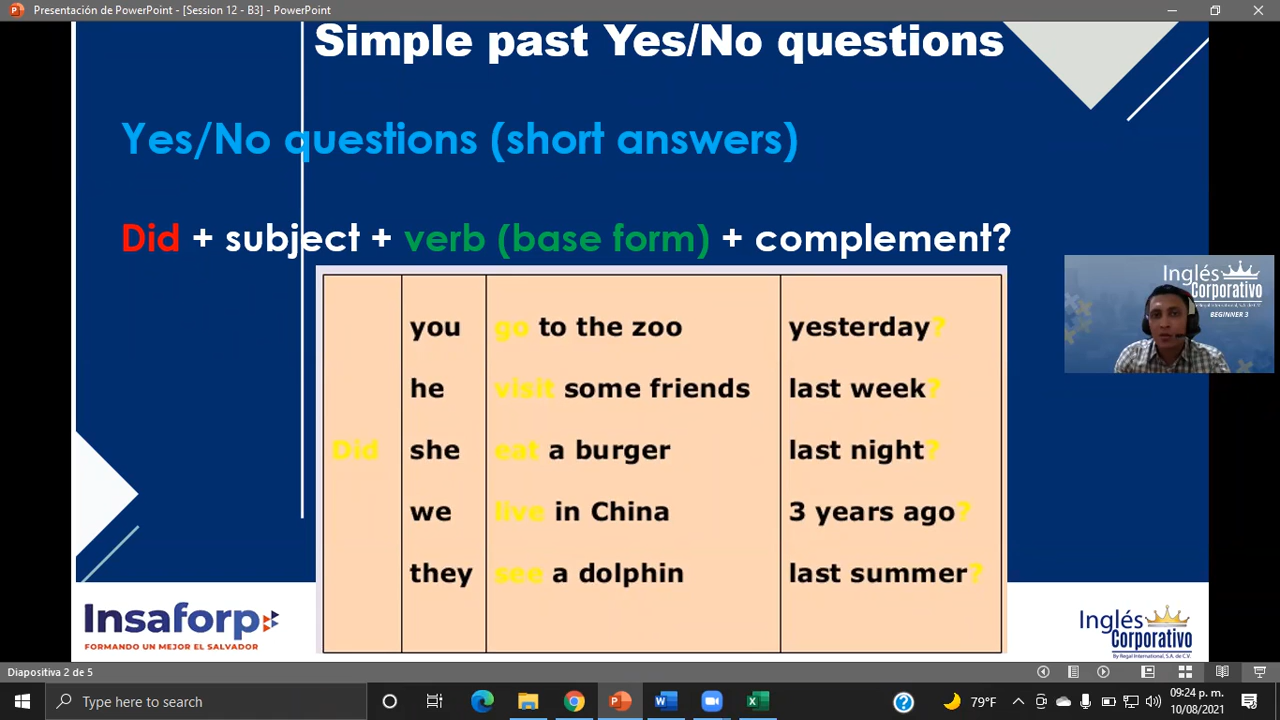 Presentación de PowerPoint - [Session 12 - B3] - PowerPoint
Simple past Yes/No questions
Yes/No questions (short answers)
Did + subject + verb (base form) + complement?
you go to the zoo yesterday?
he visit some friends last week?
Did she eat a burger last night?
we live in China 3 years ago?
they see a dolphin last summer?
Inglés
Corporativo
BEGINNER 3
Insaforp
FORMANDO UN MEJOR EL SALVADOR
Inglés
Corporativo
By Regal International, S.A. de C.V.
Diapositiva 2 de 5
Type here to search
79°F
09:24 p. m.
10/08/2021